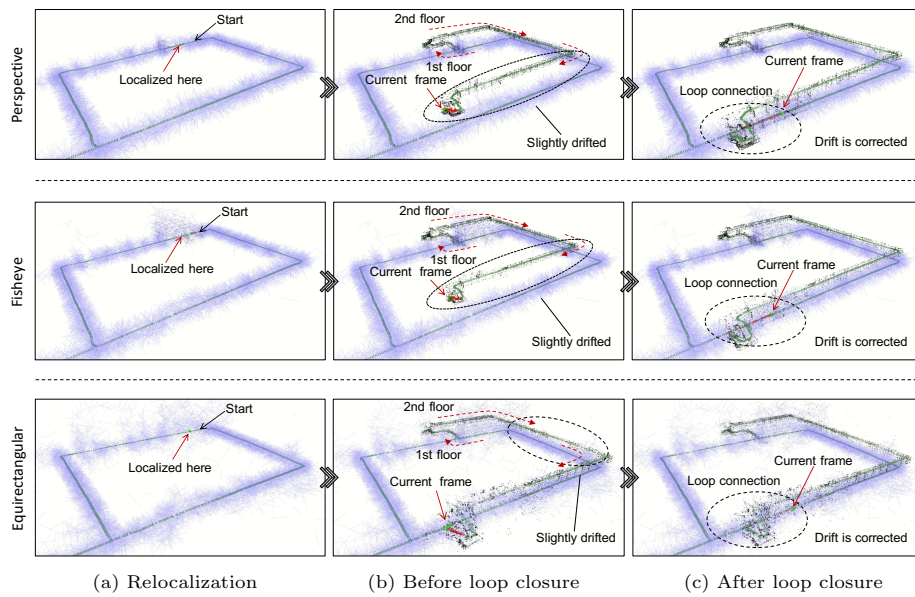 Perspective
Start
Localized here
2nd floor
1st floor
Current frame
Slightly drifted
Current frame
Loop connection
Drift is corrected
Fisheye
Start
Localized here
2nd floor
1st floor
Current frame
Slightly drifted
Current frame
Loop connection
Drift is corrected
Equirectangular
Start
Localized here
2nd floor
1st floor
Current frame
Slightly drifted
Current frame
Loop connection
Drift is corrected
(a) Relocalization
(b) Before loop closure
(c) After loop closure